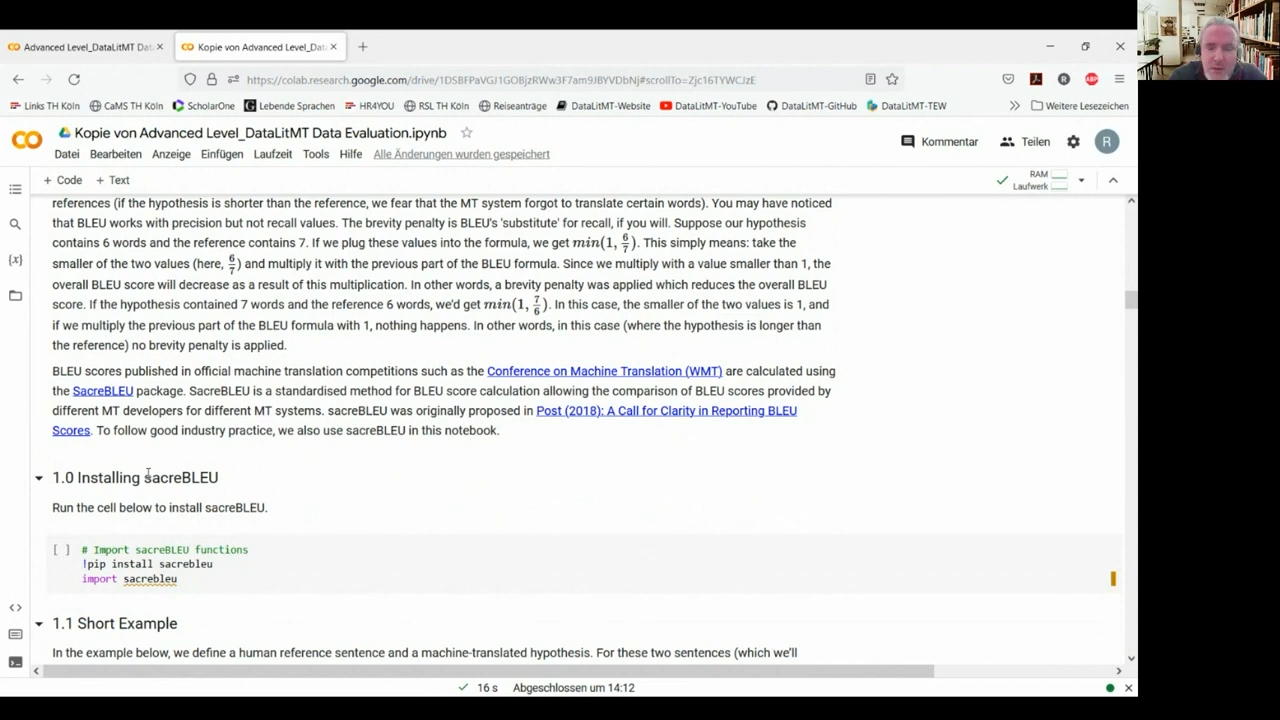 Advanced Level_DataLitMT Dat
Kopie von Advanced Level_Data
https://colab.research.google.com/drive/1DSBFPaVGJ1GOBjzRWw3F7am9JBYVDbNj#scrollTo=Zjc16TYWCJzE
Links TH Köln CaMS TH Köln ScholarOne Lebende Sprachen HR4YOU RSL TH Köln Reiseanträge DataLitMT-Website DataLitMT-YouTube DataLitMT-GitHub DataLitMT-TEW Weitere Lesezeichen
Kopie von Advanced Level_DataLitMT Data Evaluation.ipynb
Kommentar Teilen R
Datei Bearbeiten Anzeige Einfügen Laufzeit Tools Hilfe Alle Änderungen wurden gespeichert
+ Code + Text
RAM
Laufwerk
references (if the hypothesis is shorter than the reference, we fear that the MT system forgot to translate certain words). You may have noticed
that BLEU works with precision but not recall values. The brevity penalty is BLEU's 'substitute' for recall, if you will. Suppose our hypothesis
contains 6 words and the reference contains 7. If we plug these values into the formula, we get min(1, 6/7). This simply means: take the
smaller of the two values (here, 6/7) and multiply it with the previous part of the BLEU formula. Since we multiply with a value smaller than 1, the
overall BLEU score will decrease as a result of this multiplication. In other words, a brevity penalty was applied which reduces the overall BLEU
score. If the hypothesis contained 7 words and the reference 6 words, we'd get min(1, 7/6). In this case, the smaller of the two values is 1, and
if we multiply the previous part of the BLEU formula with 1, nothing happens. In other words, in this case (where the hypothesis is longer than
the reference) no brevity penalty is applied.
BLEU scores published in official machine translation competitions such as the Conference on Machine Translation (WMT) are calculated using
the SacreBLEU package. SacreBLEU is a standardised method for BLEU score calculation allowing the comparison of BLEU scores provided by
different MT developers for different MT systems. sacreBLEU was originally proposed in Post (2018): A Call for Clarity in Reporting BLEU
Scores. To follow good industry practice, we also use sacreBLEU in this notebook.
1.0 Installing sacreBLEU
Run the cell below to install sacreBLEU.
[ ] # Import sacreBLEU functions
!pip install sacrebleu
import sacrebleu
1.1 Short Example
In the example below, we define a human reference sentence and a machine-translated hypothesis. For these two sentences (which we'll
16 s Abgeschlossen um 14:12